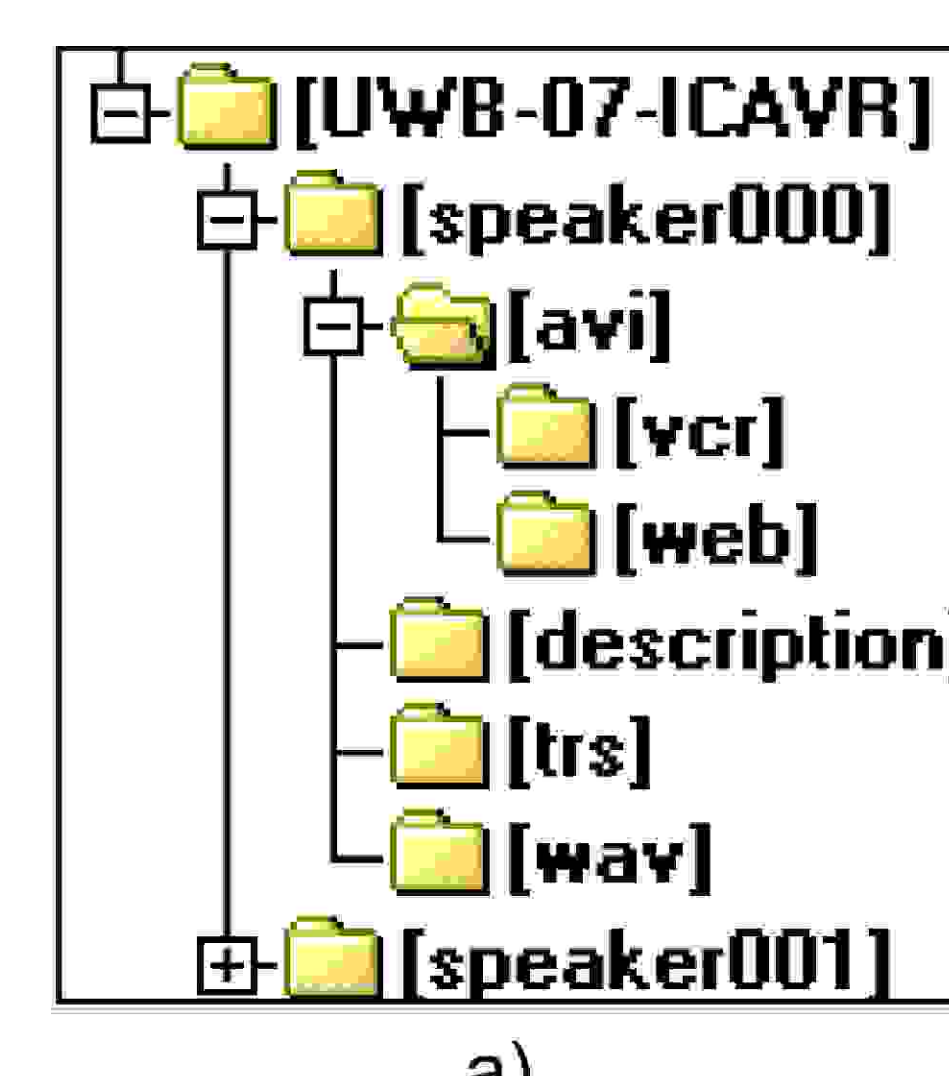 [UWB-07-ICAVR]
[speaker000]
[avi]
[vcr]
[web]
[description]
[trs]
[wav]
[speaker001]
a)